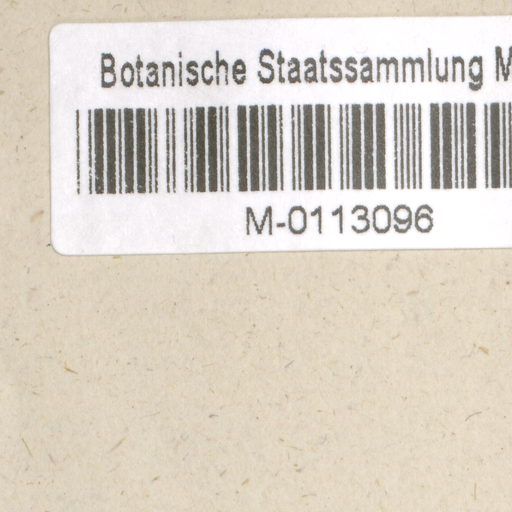 Botanische Staatssammlung M
M-0113096